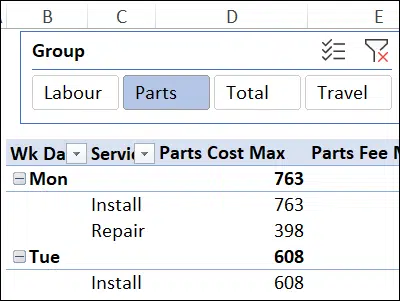 B C D E
Group
Labour Parts Total Travel
Wk Da Servic Parts Cost Max Parts Fee M
Mon 763
Install 763
Repair 398
Tue 608
Install 608